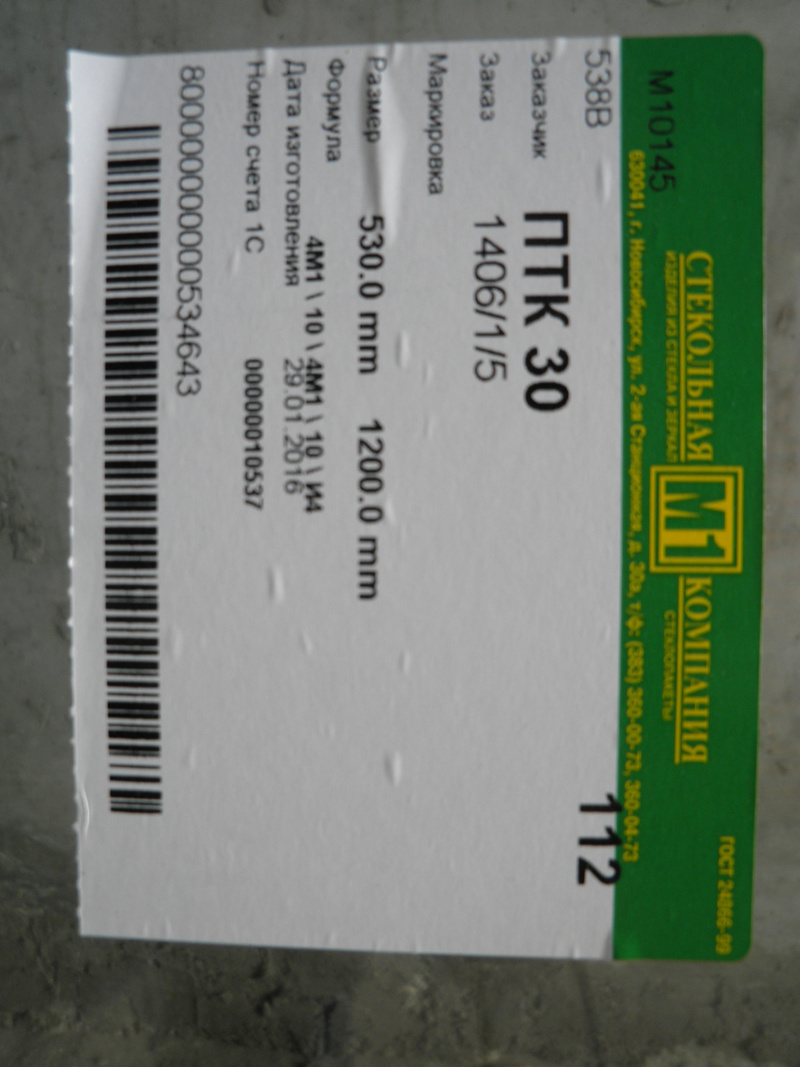 ГОСТ 24866-99
СТЕКОЛЬНАЯ М1 КОМПАНИЯ
ИЗДЕЛИЯ ИЗ СТЕКЛА И ЗЕРКАЛ СТЕКЛОПАКЕТЫ
М10145
630041, г. Новосибирск, ул. 2-ая Станционная, д. 30а, т/ф: (383) 360-00-73, 360-04-73
538В 112
Заказчик ПТК 30
Заказ 1406/1/5
Маркировка
Размер 530.0 mm 1200.0 mm
Формула 4М1 \ 10 \ 4М1 \ 10 \ И4
Дата изготовления 29.01.2016
Номер счета 1С 00000010537
8000000000000534643